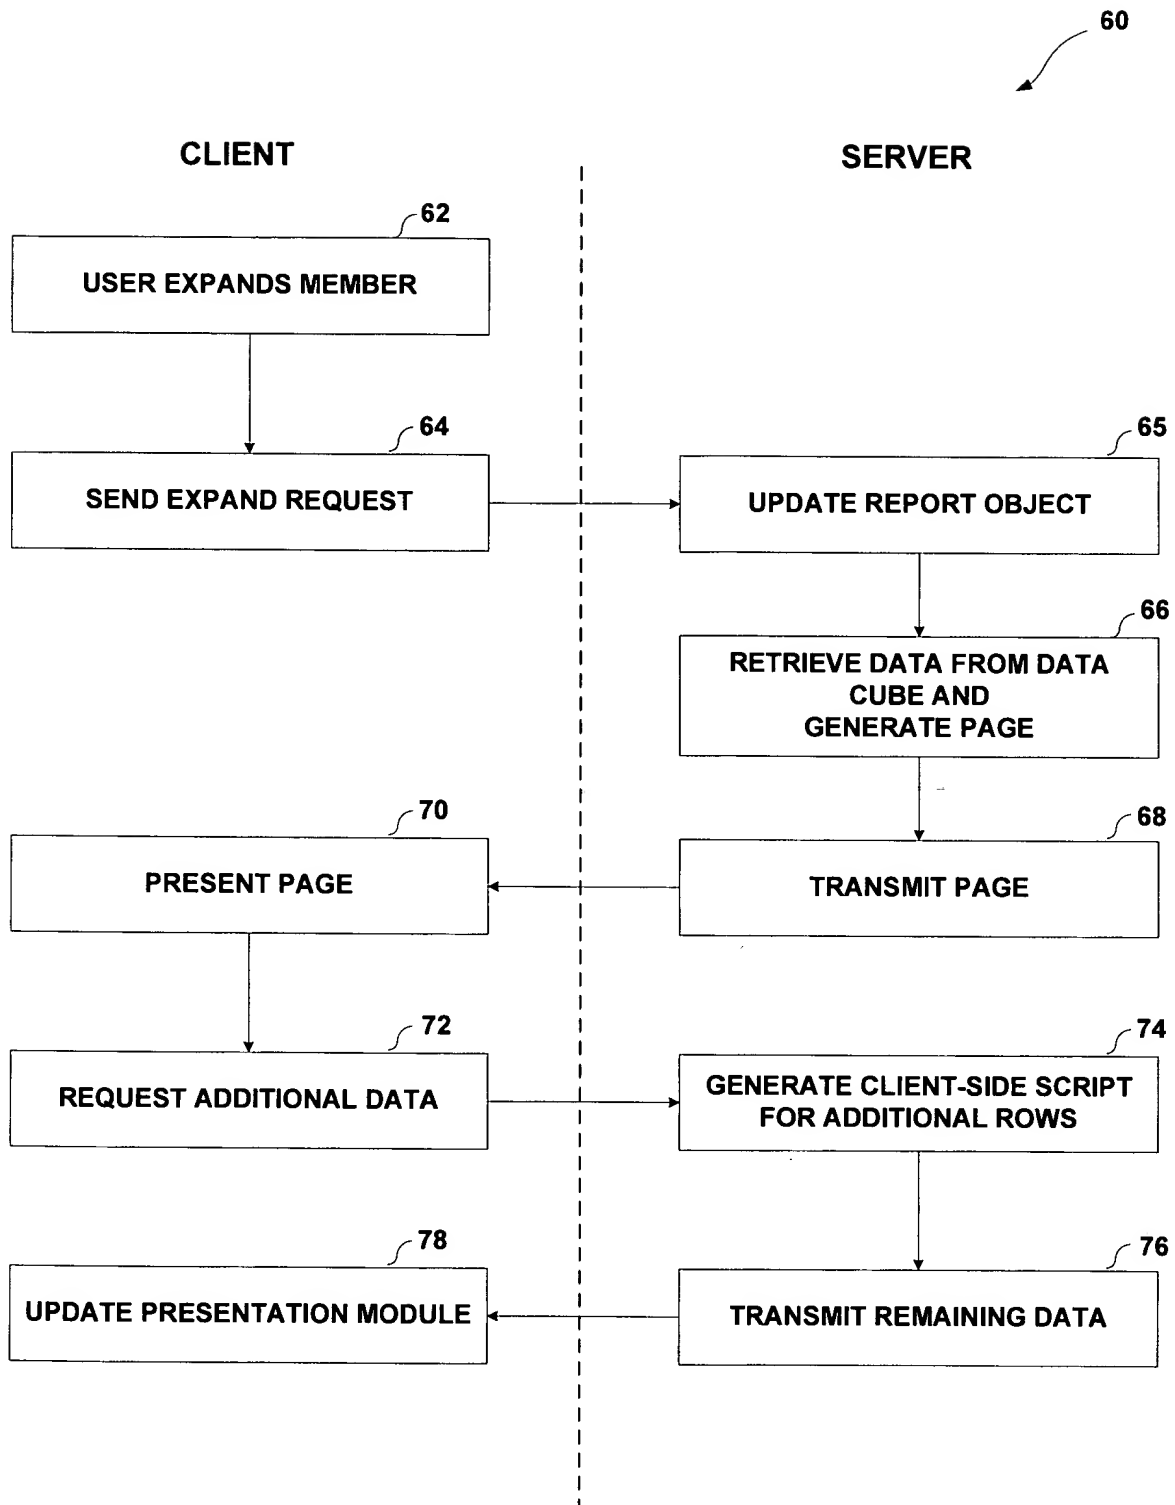 60
CLIENT
SERVER
62
USER EXPANDS MEMBER
64
SEND EXPAND REQUEST
65
UPDATE REPORT OBJECT
66
RETRIEVE DATA FROM DATA
CUBE AND
GENERATE PAGE
70
PRESENT PAGE
68
TRANSMIT PAGE
72
REQUEST ADDITIONAL DATA
74
GENERATE CLIENT-SIDE SCRIPT
FOR ADDITIONAL ROWS
78
UPDATE PRESENTATION MODULE
76
TRANSMIT REMAINING DATA